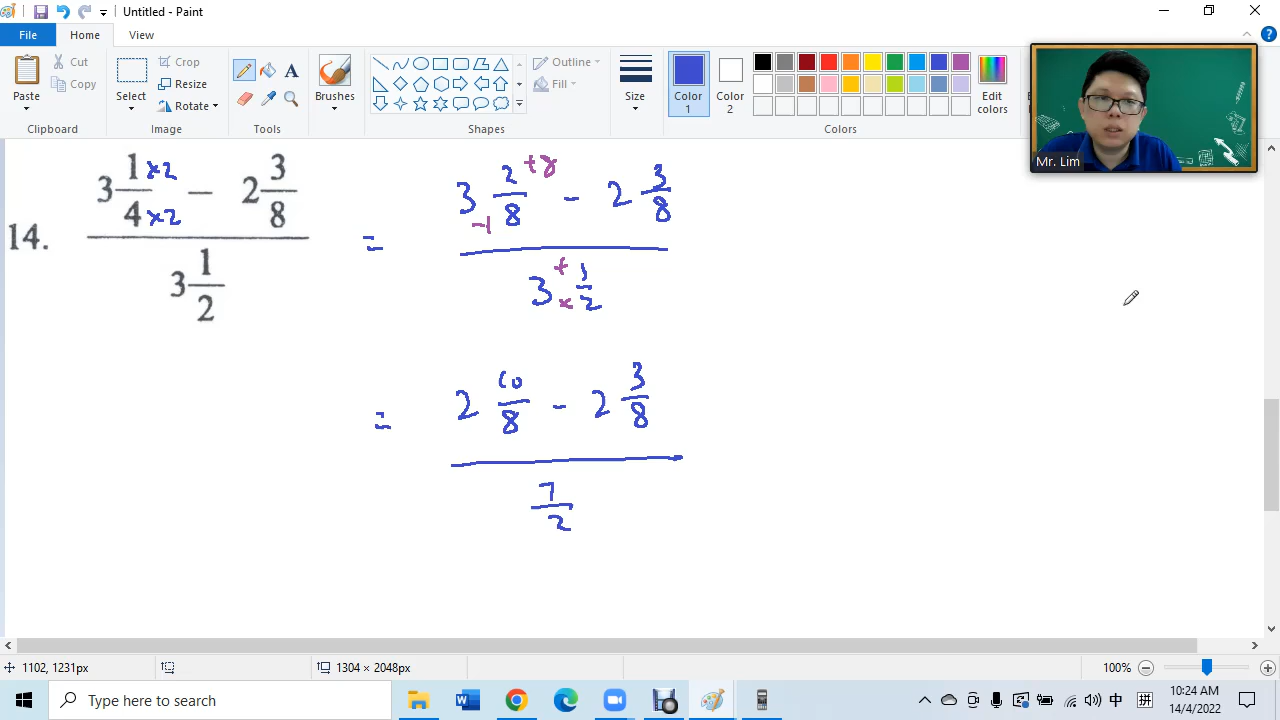 Untitled - Paint
File Home View
Paste Cut Copy Clipboard
Select Crop Resize Rotate Image
Tools
Brushes
Outline Fill Shapes
Size
Color 1 Color 2 Edit colors Colors
Mr. Lim
14. 3 1/4 ×2 ×2 − 2 3/8
3 1/2
= 3 2/8 +8 −1 − 2 3/8
3 + × 1/2
= 2 10/8 − 2 3/8
7/2
1102, 1231px 1304 × 2048px 100%
Type here to search
中 拼 10:24 AM
14/4/2022